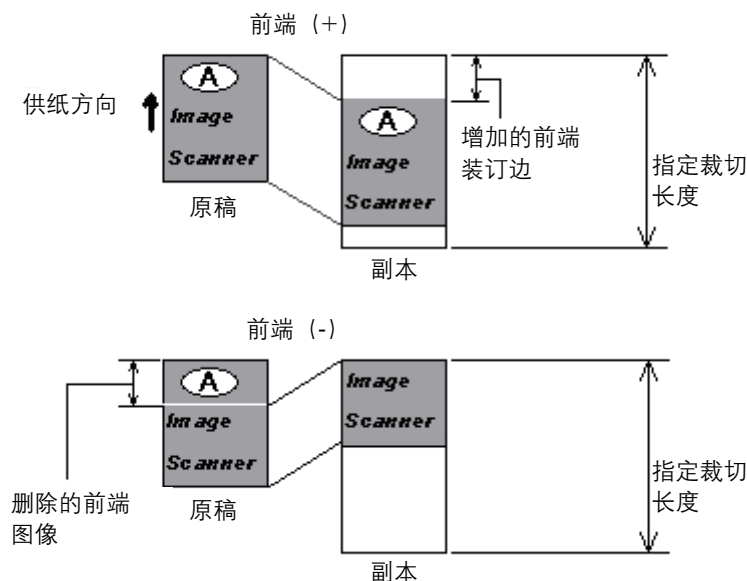 前端 (+)
供纸方向
A
Image
Scanner
原稿
A
Image
Scanner
副本
增加的前端
装订边
指定裁切
长度
前端 (-)
A
Image
Scanner
原稿
删除的前端
图像
Image
Scanner
副本
指定裁切
长度